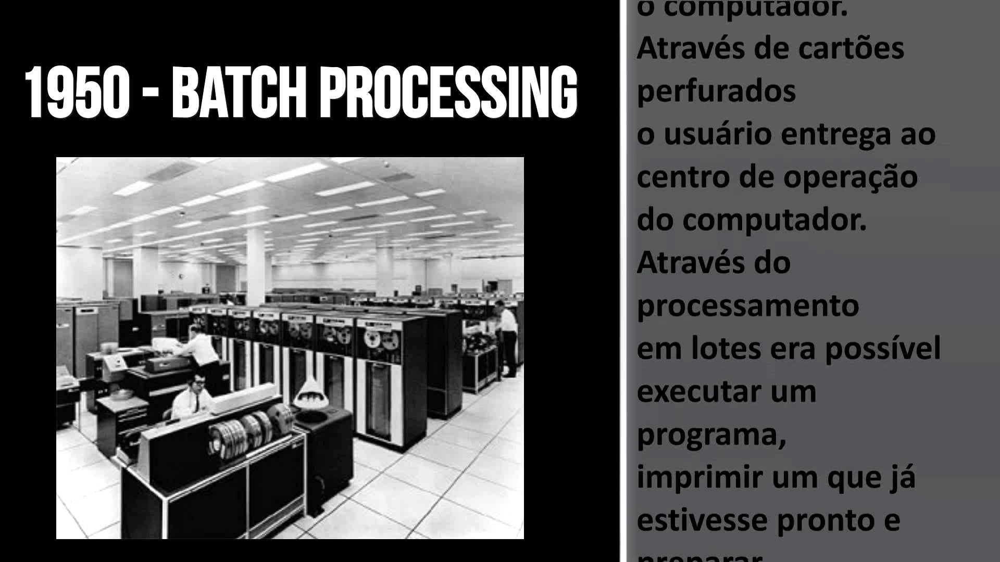 1950 - BATCH PROCESSING
o computador.
Através de cartões
perfurados
o usuário entrega ao
centro de operação
do computador.
Através do
processamento
em lotes era possível
executar um
programa,
imprimir um que já
estivesse pronto e
preparar